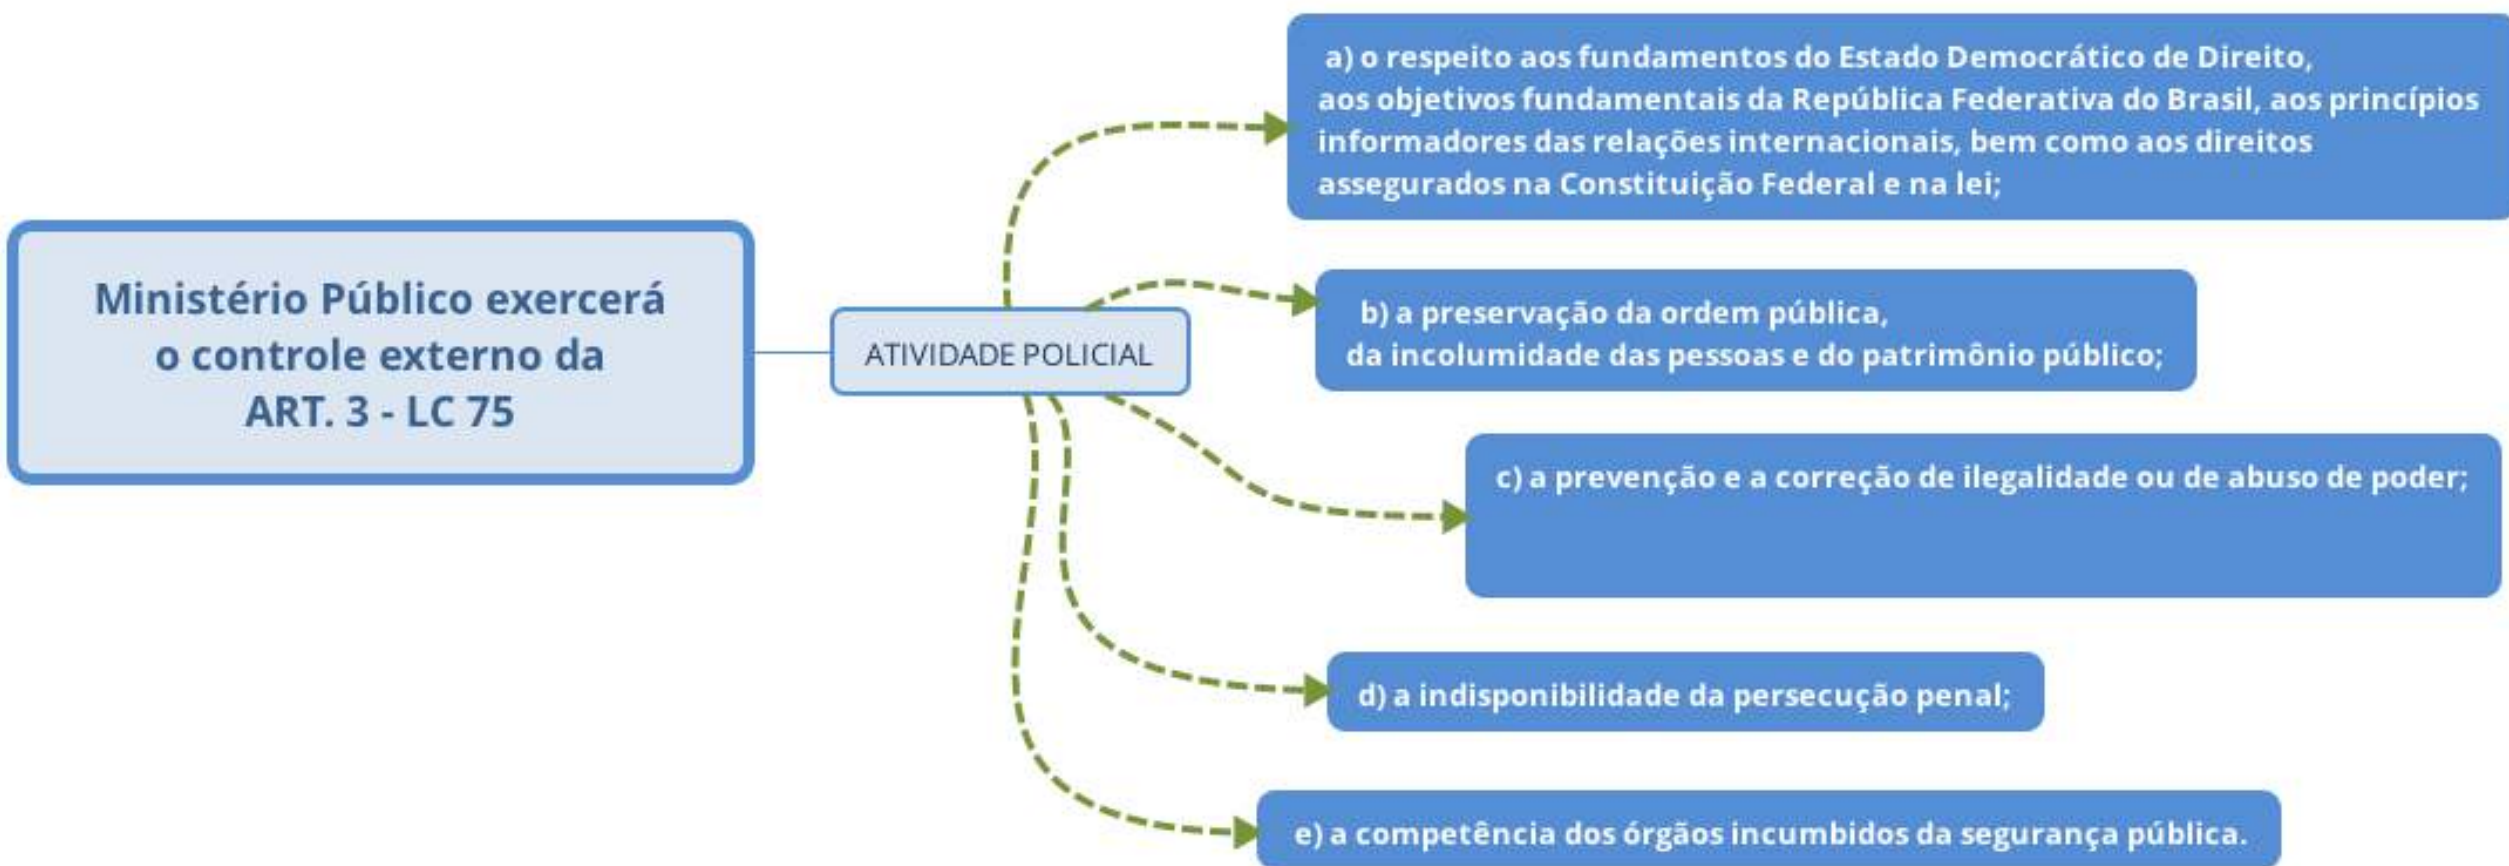 Ministério Público exercerá
o controle externo da
ART. 3 - LC 75
ATIVIDADE POLICIAL
a) o respeito aos fundamentos do Estado Democrático de Direito,
aos objetivos fundamentais da República Federativa do Brasil, aos princípios
informadores das relações internacionais, bem como aos direitos
assegurados na Constituição Federal e na lei;
b) a preservação da ordem pública,
da incolumidade das pessoas e do patrimônio público;
c) a prevenção e a correção de ilegalidade ou de abuso de poder;
d) a indisponibilidade da persecução penal;
e) a competência dos órgãos incumbidos da segurança pública.